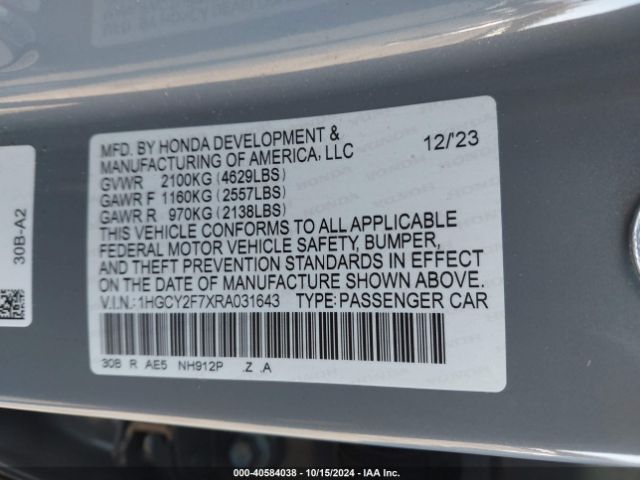 MFD. BY HONDA DEVELOPMENT & 12/'23
MANUFACTURING OF AMERICA, LLC
GVWR 2100KG (4629LBS)
GAWR F 1160KG (2557LBS)
GAWR R 970KG (2138LBS)
THIS VEHICLE CONFORMS TO ALL APPLICABLE
FEDERAL MOTOR VEHICLE SAFETY, BUMPER,
AND THEFT PREVENTION STANDARDS IN EFFECT
ON THE DATE OF MANUFACTURE SHOWN ABOVE.
V.I.N.: 1HGCY2F7XRA031643 TYPE: PASSENGER CAR
30B R AE5 NH912P .Z .A
30B-A2
000-40584038 - 10/15/2024 - IAA Inc.